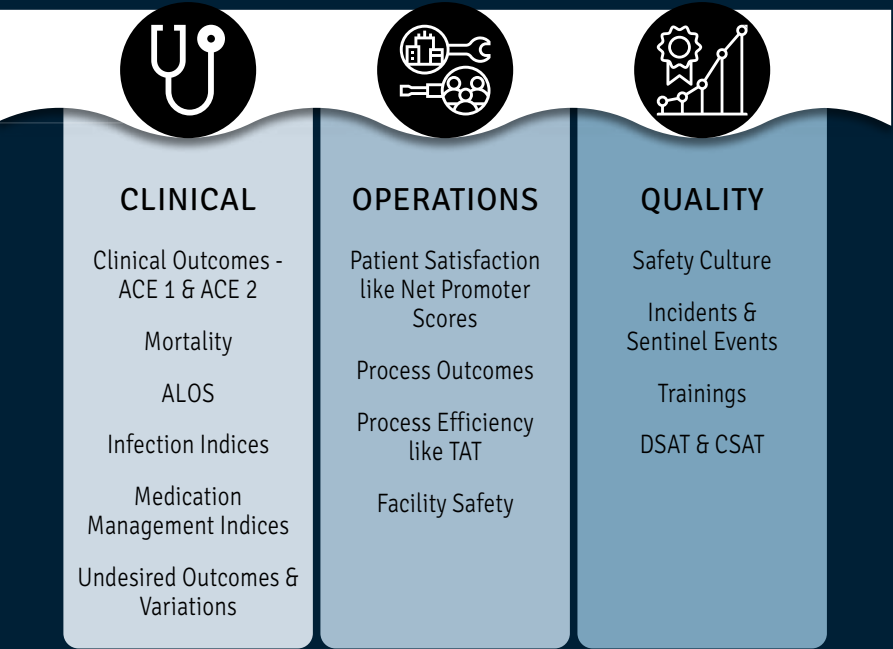 CLINICAL
Clinical Outcomes -
ACE 1 & ACE 2
Mortality
ALOS
Infection Indices
Medication
Management Indices
Undesired Outcomes &
Variations
OPERATIONS
Patient Satisfaction
like Net Promoter
Scores
Process Outcomes
Process Efficiency
like TAT
Facility Safety
QUALITY
Safety Culture
Incidents &
Sentinel Events
Trainings
DSAT & CSAT